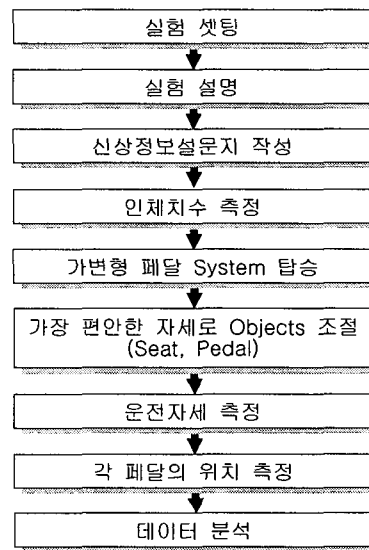 실험 셋팅
실험 설명
신상정보설문지 작성
인체치수 측정
가변형 페달 System 탑승
가장 편안한 자세로 Objects 조절
(Seat, Pedal)
운전자세 측정
각 페달의 위치 측정
데이터 분석